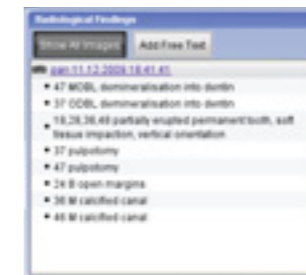 Radiological Findings
Show All Images Add Free Text
pan 11.12.2009 18:41:41
47 MOBL, demineralisation into dentin
37 ODBL, demineralisation into dentin
18,28,38,48 partially erupted permanent tooth, soft
tissue impaction, vertical orientation
37 pulpotomy
47 pulpotomy
24 B open margins
36 M calcified canal
46 M calcified canal